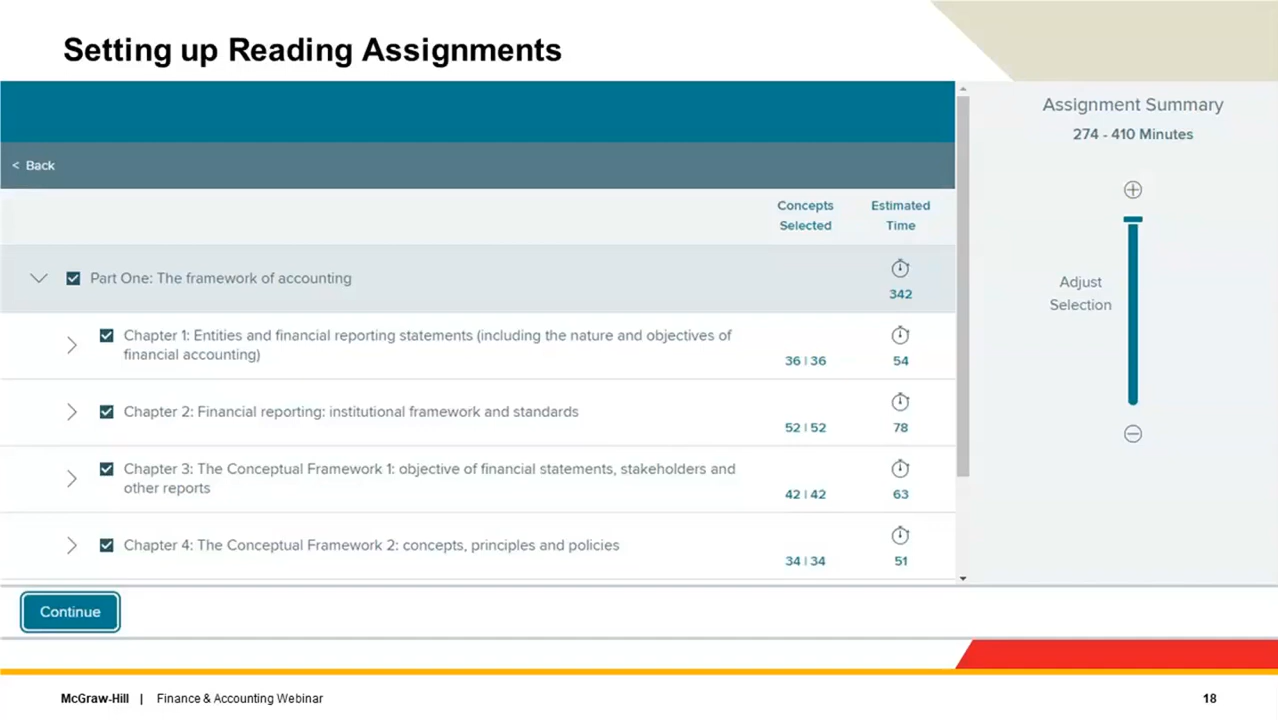 Setting up Reading Assignments
Assignment Summary
274 - 410 Minutes
< Back
Concepts
Selected
Estimated
Time
Part One: The framework of accounting
342
Chapter 1: Entities and financial reporting statements (including the nature and objectives of
financial accounting)
36 | 36
54
Chapter 2: Financial reporting: institutional framework and standards
52 | 52
78
Chapter 3: The Conceptual Framework 1: objective of financial statements, stakeholders and
other reports
42 | 42
63
Chapter 4: The Conceptual Framework 2: concepts, principles and policies
34 | 34
51
Adjust
Selection
Continue
McGraw-Hill | Finance & Accounting Webinar
18